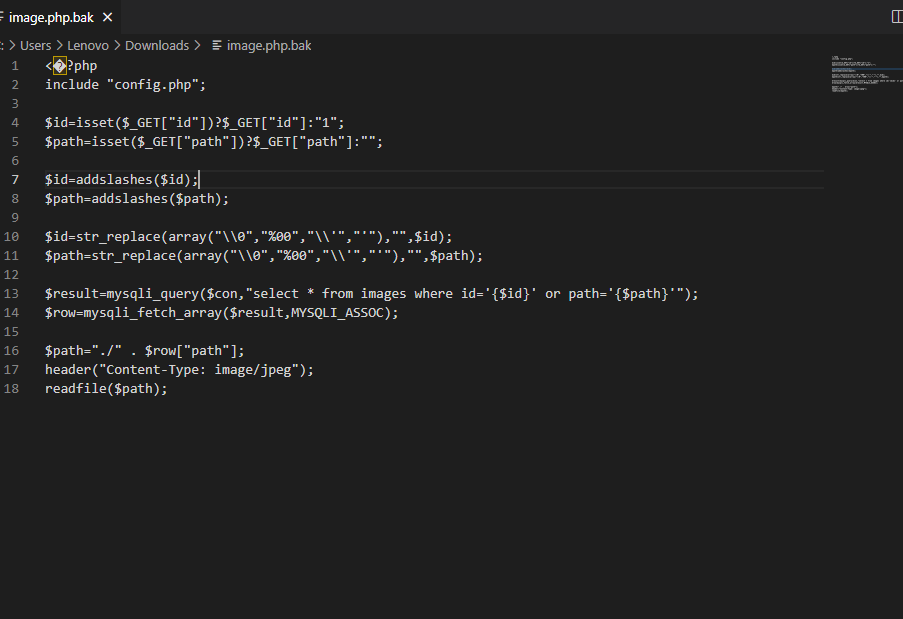 image.php.bak
Users > Lenovo > Downloads > image.php.bak
1 <�?php
2 include "config.php";
3
4 $id=isset($_GET["id"])?$_GET["id"]:"1";
5 $path=isset($_GET["path"])?$_GET["path"]:"";
6
7 $id=addslashes($id);
8 $path=addslashes($path);
9
10 $id=str_replace(array("\\0","%00","\\'","'"),"",$id);
11 $path=str_replace(array("\\0","%00","\\'","'"),"",$path);
12
13 $result=mysqli_query($con,"select * from images where id='{$id}' or path='{$path}'");
14 $row=mysqli_fetch_array($result,MYSQLI_ASSOC);
15
16 $path="./" . $row["path"];
17 header("Content-Type: image/jpeg");
18 readfile($path);